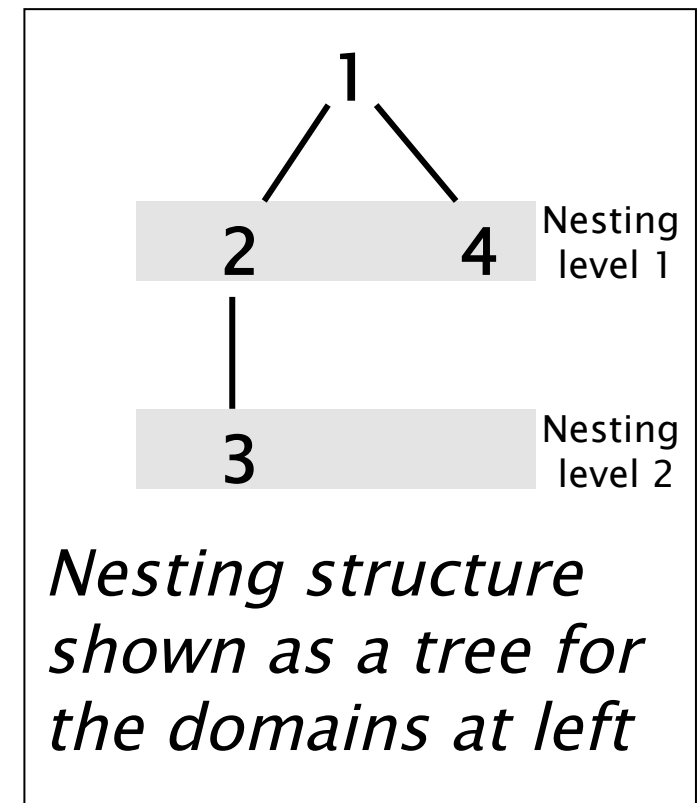 1
2 4 Nesting
level 1
3 Nesting
level 2
Nesting structure
shown as a tree for
the domains at left